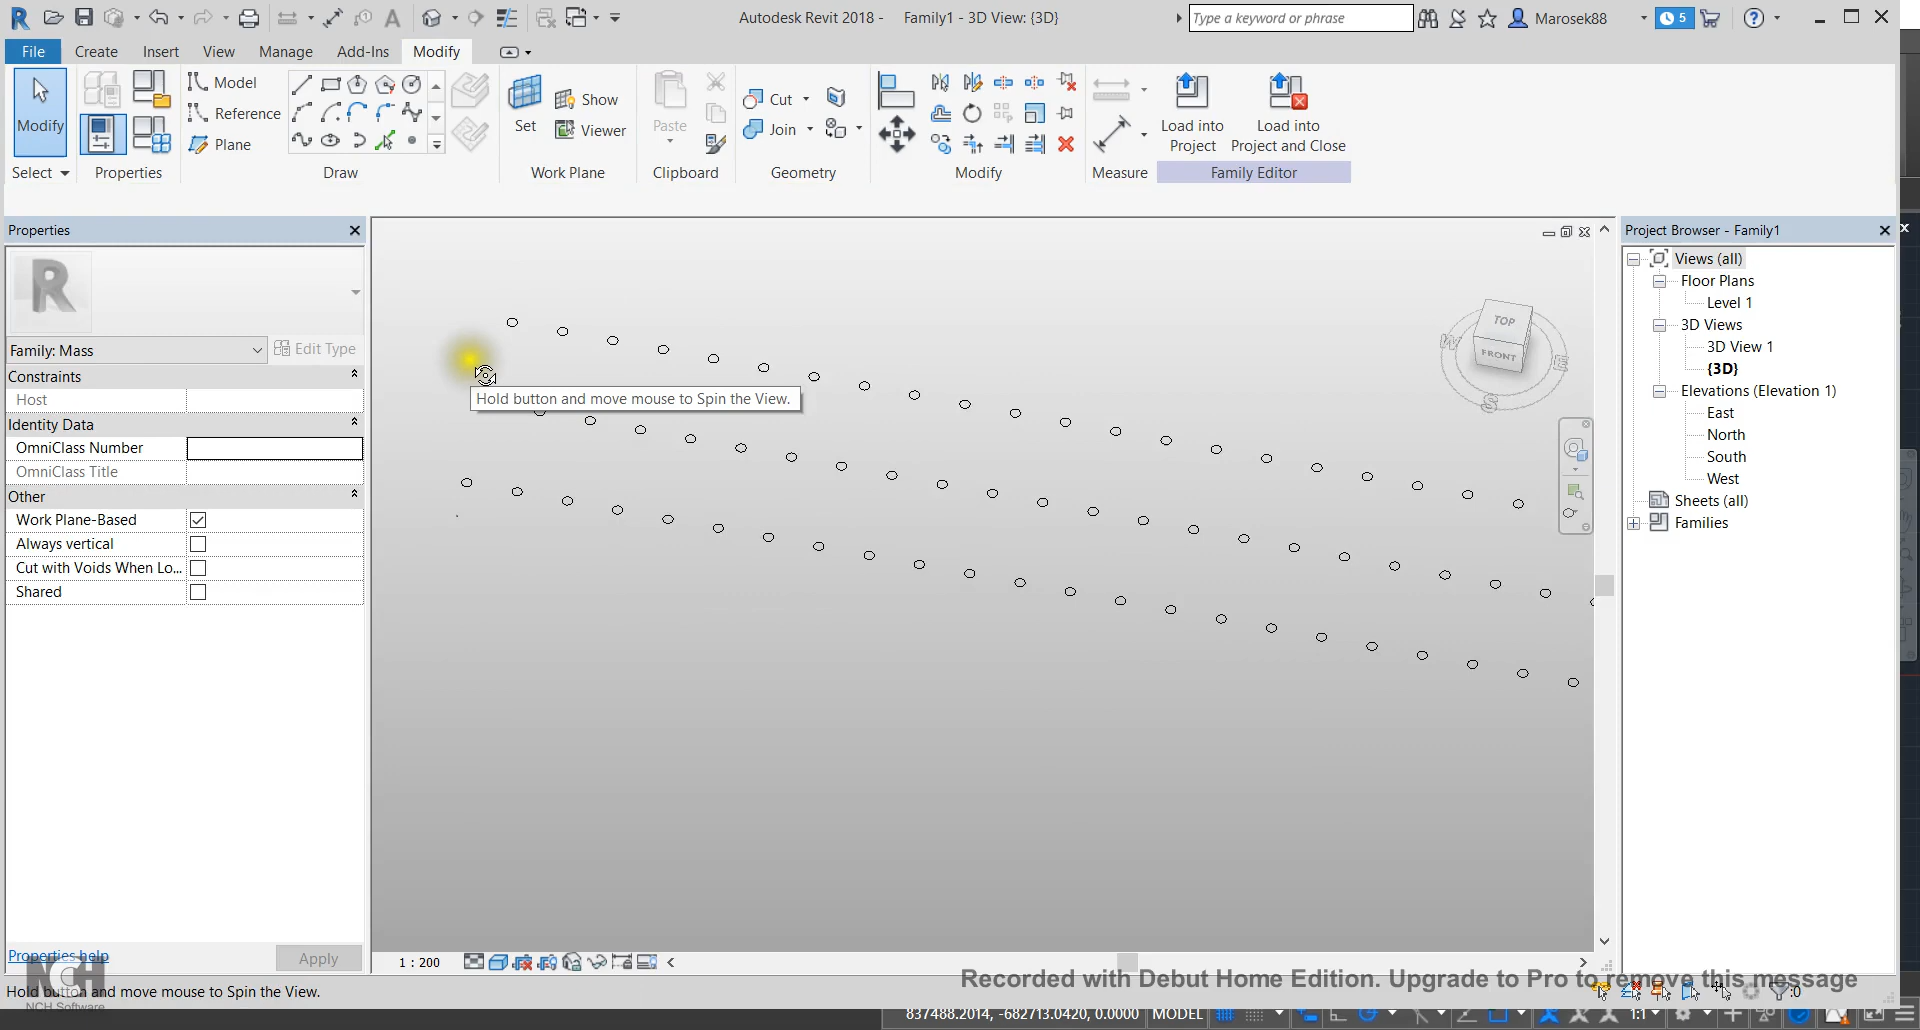 Autodesk Revit 2018 - Family1 - 3D View: {3D}
Type a keyword or phrase
Marosek88
5
File Create Insert View Manage Add-Ins Modify
Modify
Model
Reference
Plane
Set
Show
Viewer
Paste
Cut
Join
Load into Project
Load into Project and Close
Select Properties Draw Work Plane Clipboard Geometry Modify Measure Family Editor
Properties
R
Family: Mass
Edit Type
Constraints
Host
Identity Data
OmniClass Number
OmniClass Title
Other
Work Plane-Based
Always vertical
Cut with Voids When Lo...
Shared
Properties help
Apply
Hold button and move mouse to Spin the View.
TOP
FRONT
W
E
S
Project Browser - Family1
Views (all)
Floor Plans
Level 1
3D Views
3D View 1
{3D}
Elevations (Elevation 1)
East
North
South
West
Sheets (all)
Families
1 : 200
Recorded with Debut Home Edition. Upgrade to Pro to remove this message
NCH
NCH Software
Hold button and move mouse to Spin the View.
:0
837488.2014, -682713.0420, 0.0000 MODEL
1:1